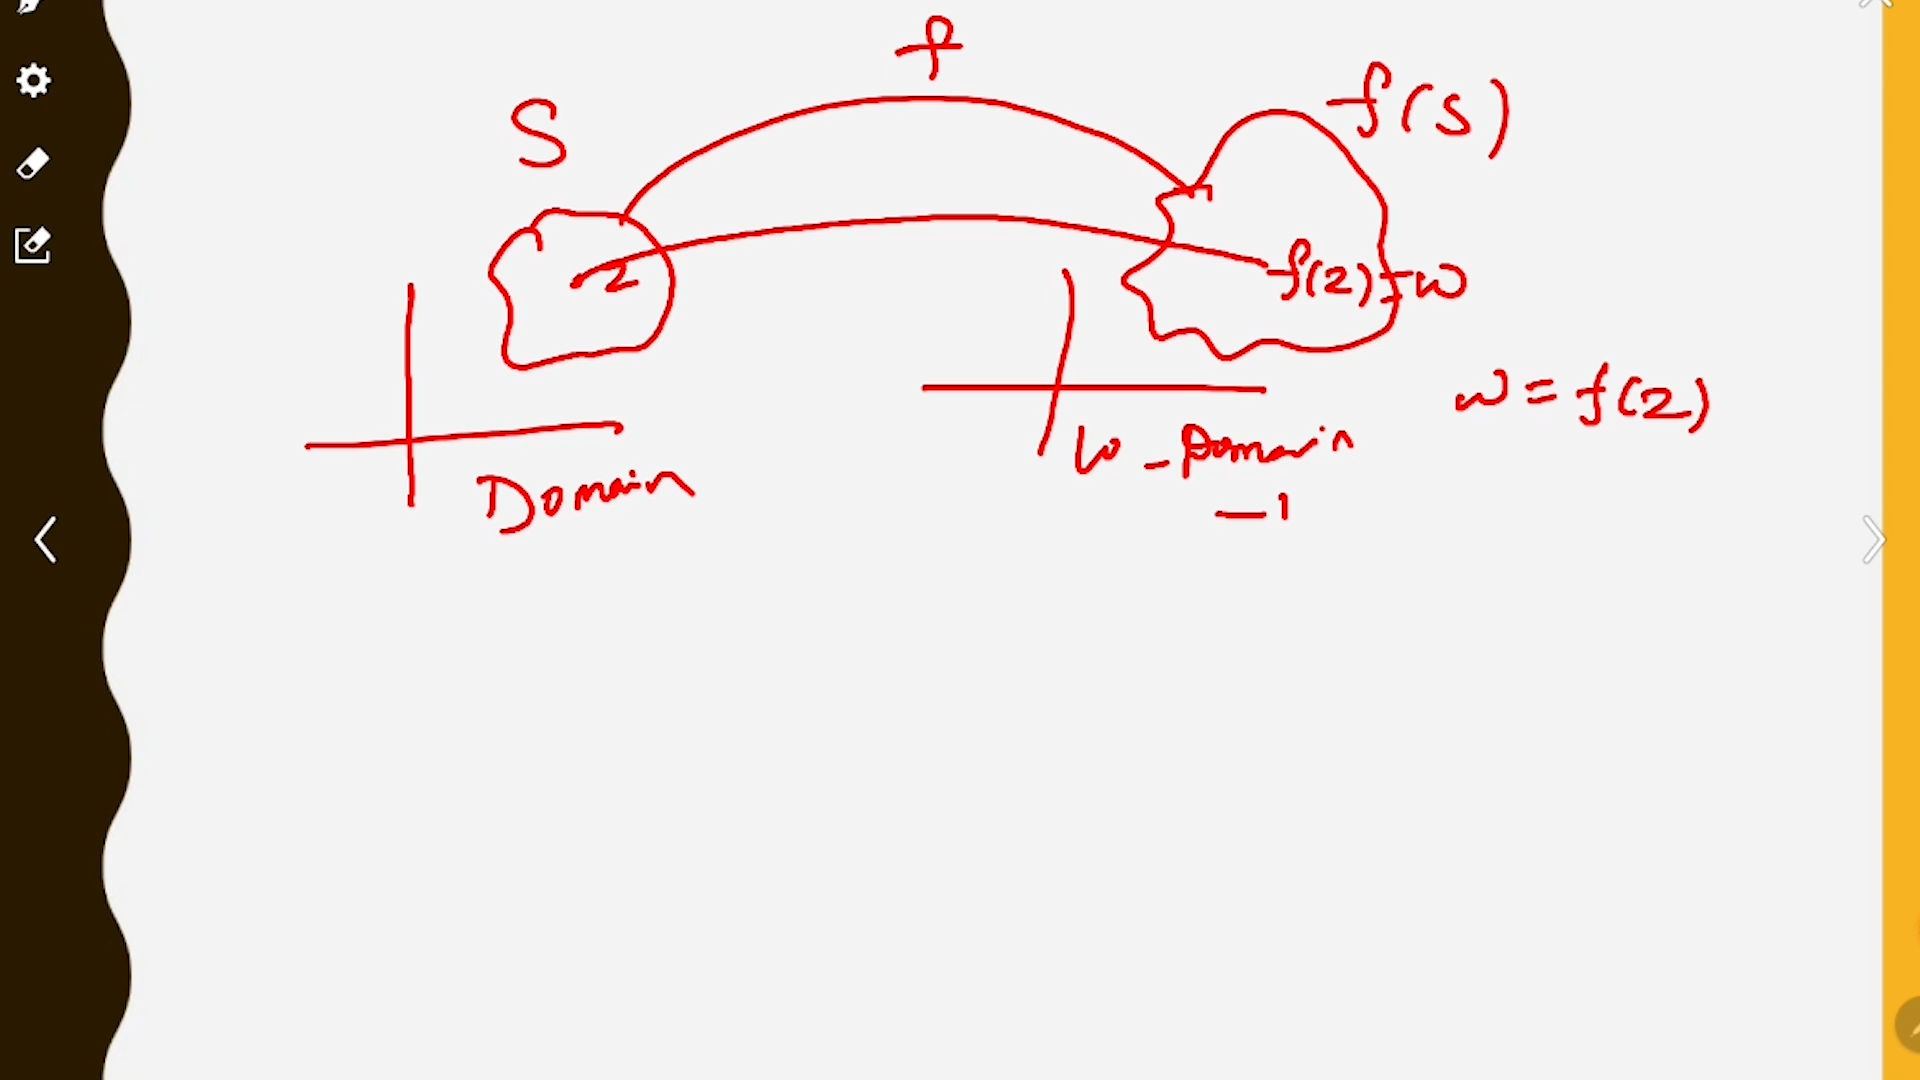 f
S
f(s)
z
f(z)=w
w = f(z)
w - Domain
Domain